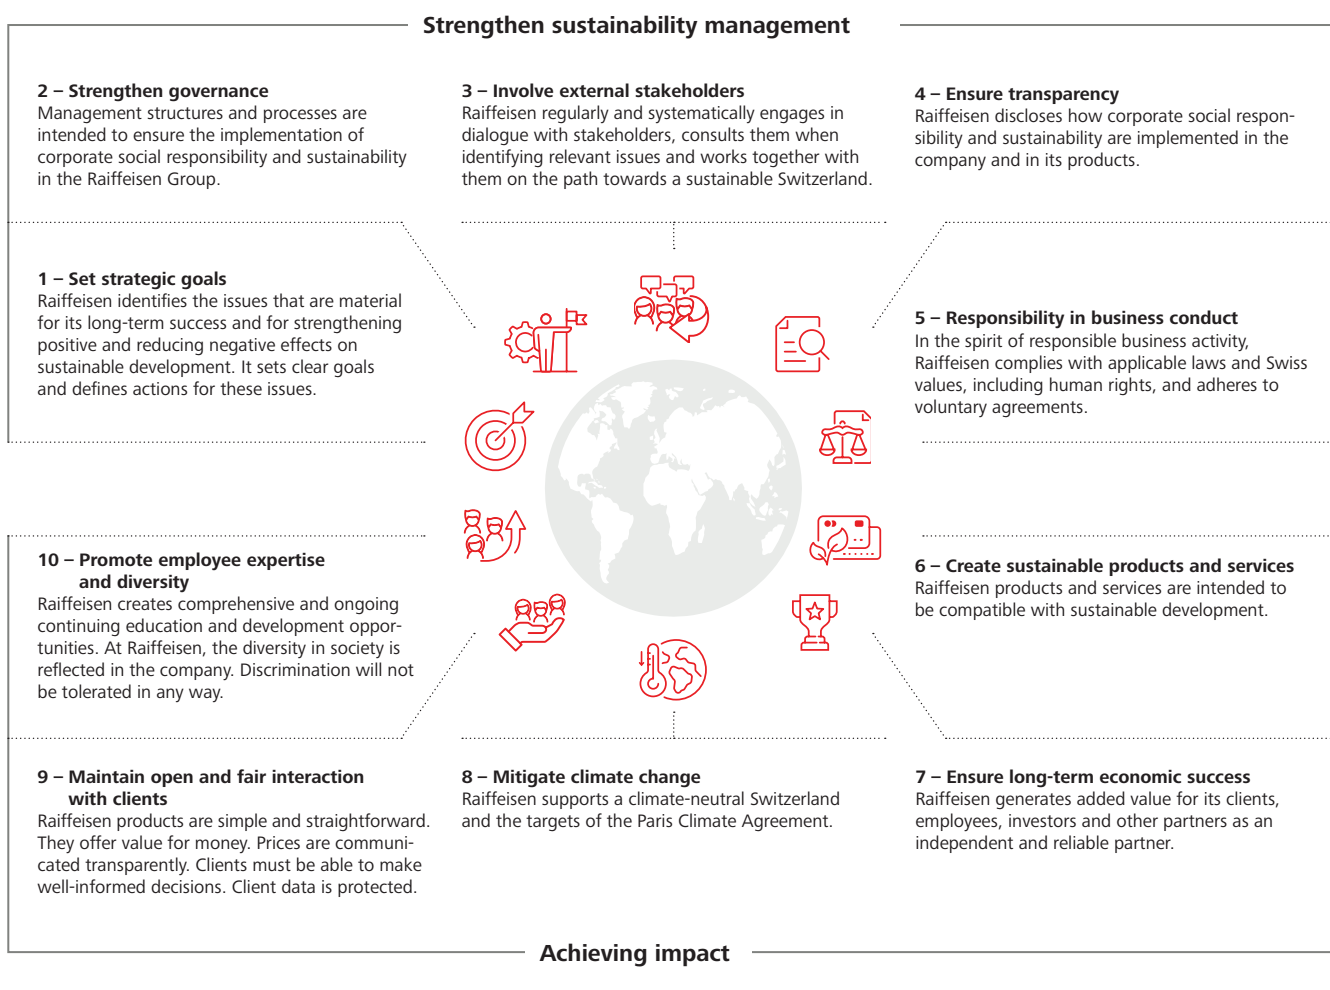 Strengthen sustainability management
2 – Strengthen governance
Management structures and processes are
intended to ensure the implementation of
corporate social responsibility and sustainability
in the Raiffeisen Group.
3 – Involve external stakeholders
Raiffeisen regularly and systematically engages in
dialogue with stakeholders, consults them when
identifying relevant issues and works together with
them on the path towards a sustainable Switzerland.
4 – Ensure transparency
Raiffeisen discloses how corporate social respon-
sibility and sustainability are implemented in the
company and in its products.
1 – Set strategic goals
Raiffeisen identifies the issues that are material
for its long-term success and for strengthening
positive and reducing negative effects on
sustainable development. It sets clear goals
and defines actions for these issues.
5 – Responsibility in business conduct
In the spirit of responsible business activity,
Raiffeisen complies with applicable laws and Swiss
values, including human rights, and adheres to
voluntary agreements.
10 – Promote employee expertise
and diversity
Raiffeisen creates comprehensive and ongoing
continuing education and development oppor-
tunities. At Raiffeisen, the diversity in society is
reflected in the company. Discrimination will not
be tolerated in any way.
6 – Create sustainable products and services
Raiffeisen products and services are intended to
be compatible with sustainable development.
9 – Maintain open and fair interaction
with clients
Raiffeisen products are simple and straightforward.
They offer value for money. Prices are communi-
cated transparently. Clients must be able to make
well-informed decisions. Client data is protected.
8 – Mitigate climate change
Raiffeisen supports a climate-neutral Switzerland
and the targets of the Paris Climate Agreement.
7 – Ensure long-term economic success
Raiffeisen generates added value for its clients,
employees, investors and other partners as an
independent and reliable partner.
Achieving impact